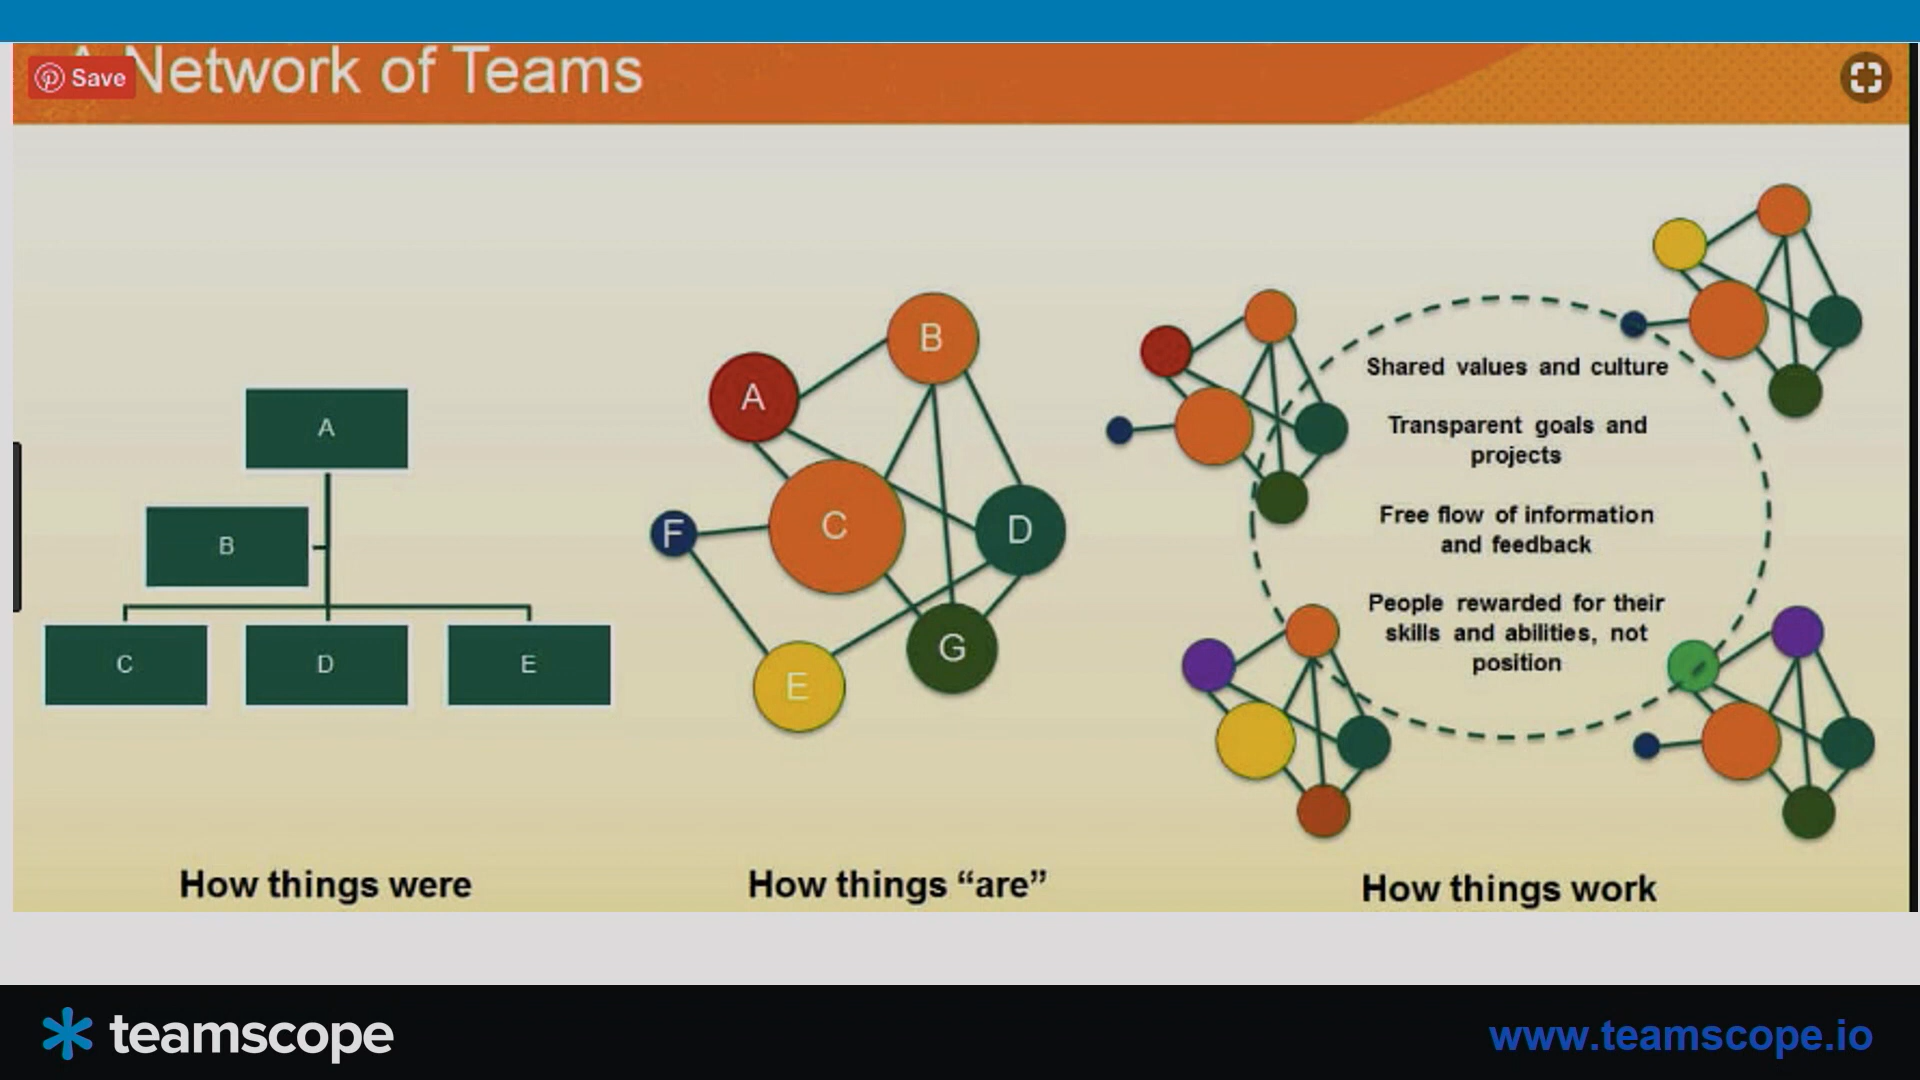 A Network of Teams
Save
A
B
C
D
E
A
B
C
D
F
E
G
Shared values and culture
Transparent goals and
projects
Free flow of information
and feedback
People rewarded for their
skills and abilities, not
position
How things were
How things “are”
How things work
teamscope
www.teamscope.io